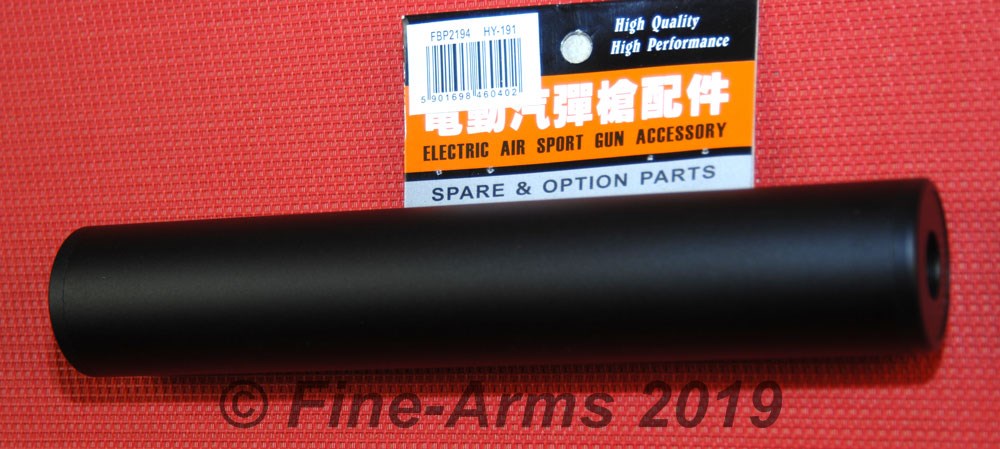 FBP2194 HY-191
5 901698 460402
High Quality
High Performance
電動汽彈槍配件
ELECTRIC AIR SPORT GUN ACCESSORY
SPARE & OPTION PARTS
© Fine-Arms 2019